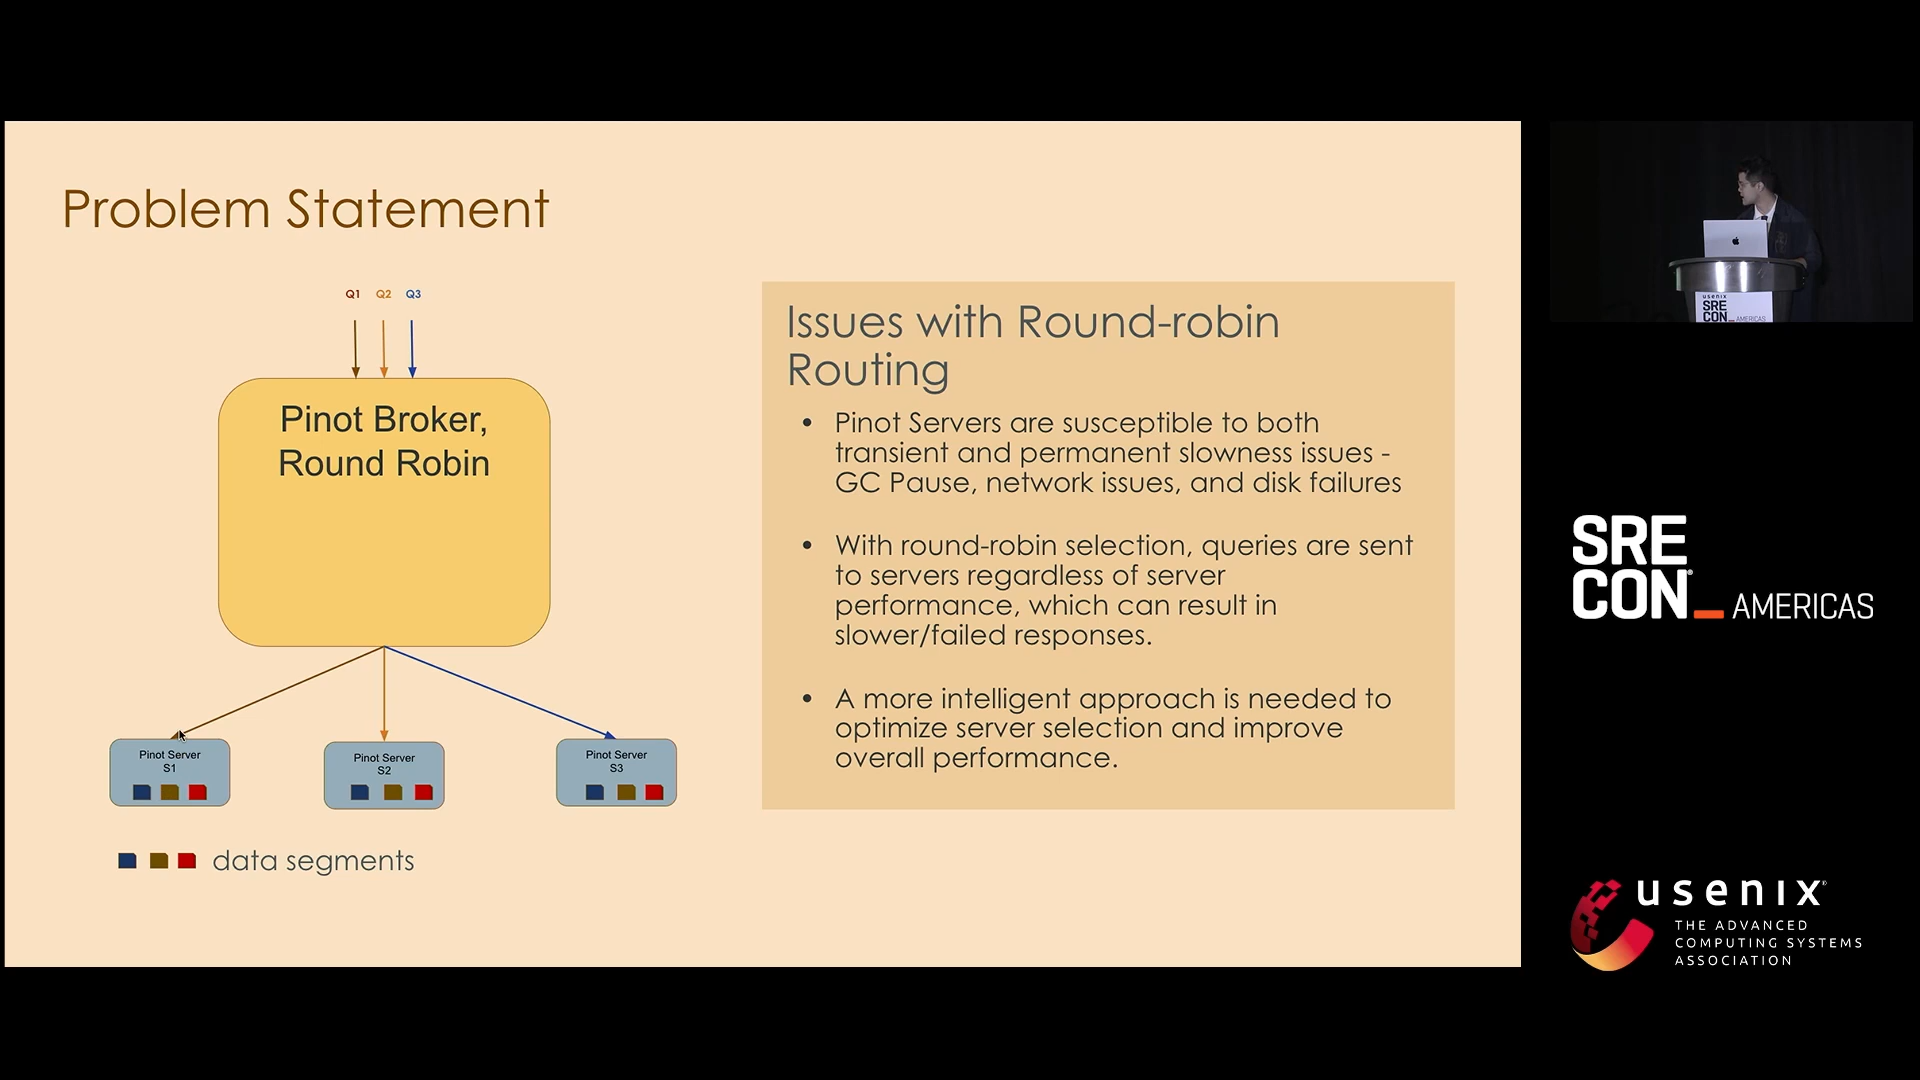 Problem Statement
Q1 Q2 Q3
Pinot Broker,
Round Robin
Pinot Server
S1
Pinot Server
S2
Pinot Server
S3
data segments
Issues with Round-robin
Routing
• Pinot Servers are susceptible to both
transient and permanent slowness issues -
GC Pause, network issues, and disk failures
• With round-robin selection, queries are sent
to servers regardless of server
performance, which can result in
slower/failed responses.
• A more intelligent approach is needed to
optimize server selection and improve
overall performance.
usenix
SRE
CON_AMERICAS
SRE
CON®_AMERICAS
usenix®
THE ADVANCED
COMPUTING SYSTEMS
ASSOCIATION